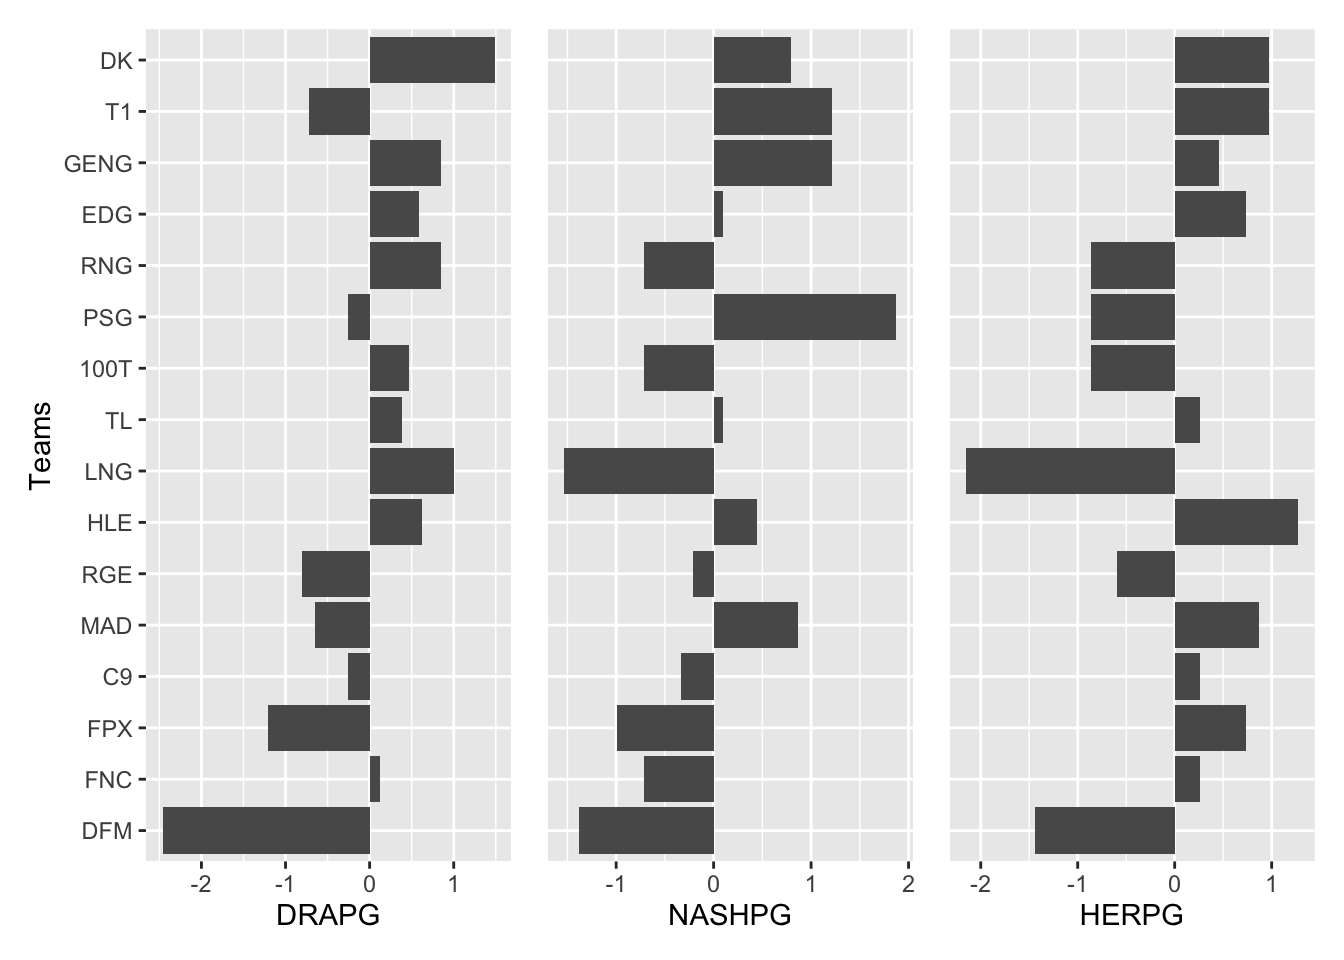 DK
T1
GENG
EDG
RNG
PSG
100T
TL
LNG
HLE
RGE
MAD
C9
FPX
FNC
DFM
Teams
-2 -1 0 1
DRAPG
-1 0 1 2
NASHPG
-2 -1 0 1
HERPG